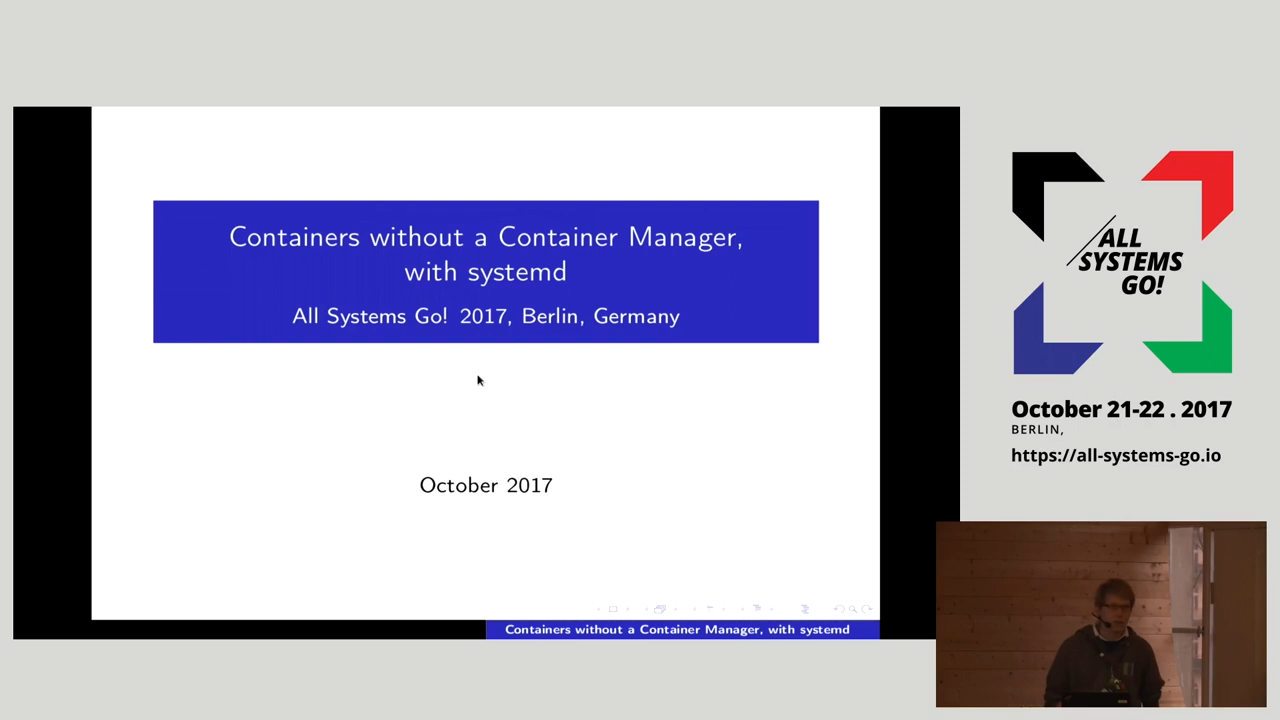 Containers without a Container Manager,
with systemd
All Systems Go! 2017, Berlin, Germany
October 2017
Containers without a Container Manager, with systemd
ALL
SYSTEMS
GO!
October 21-22 . 2017
BERLIN,
https://all-systems-go.io